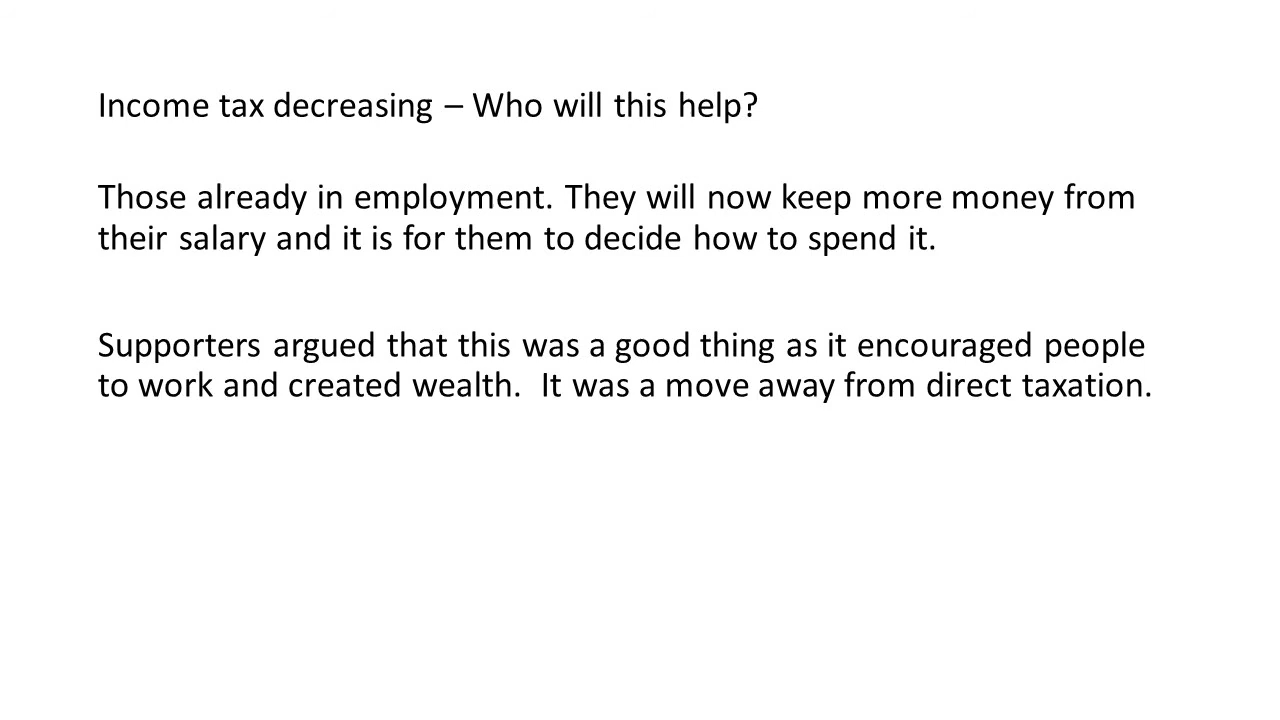 Income tax decreasing – Who will this help?
Those already in employment. They will now keep more money from
their salary and it is for them to decide how to spend it.
Supporters argued that this was a good thing as it encouraged people
to work and created wealth.  It was a move away from direct taxation.